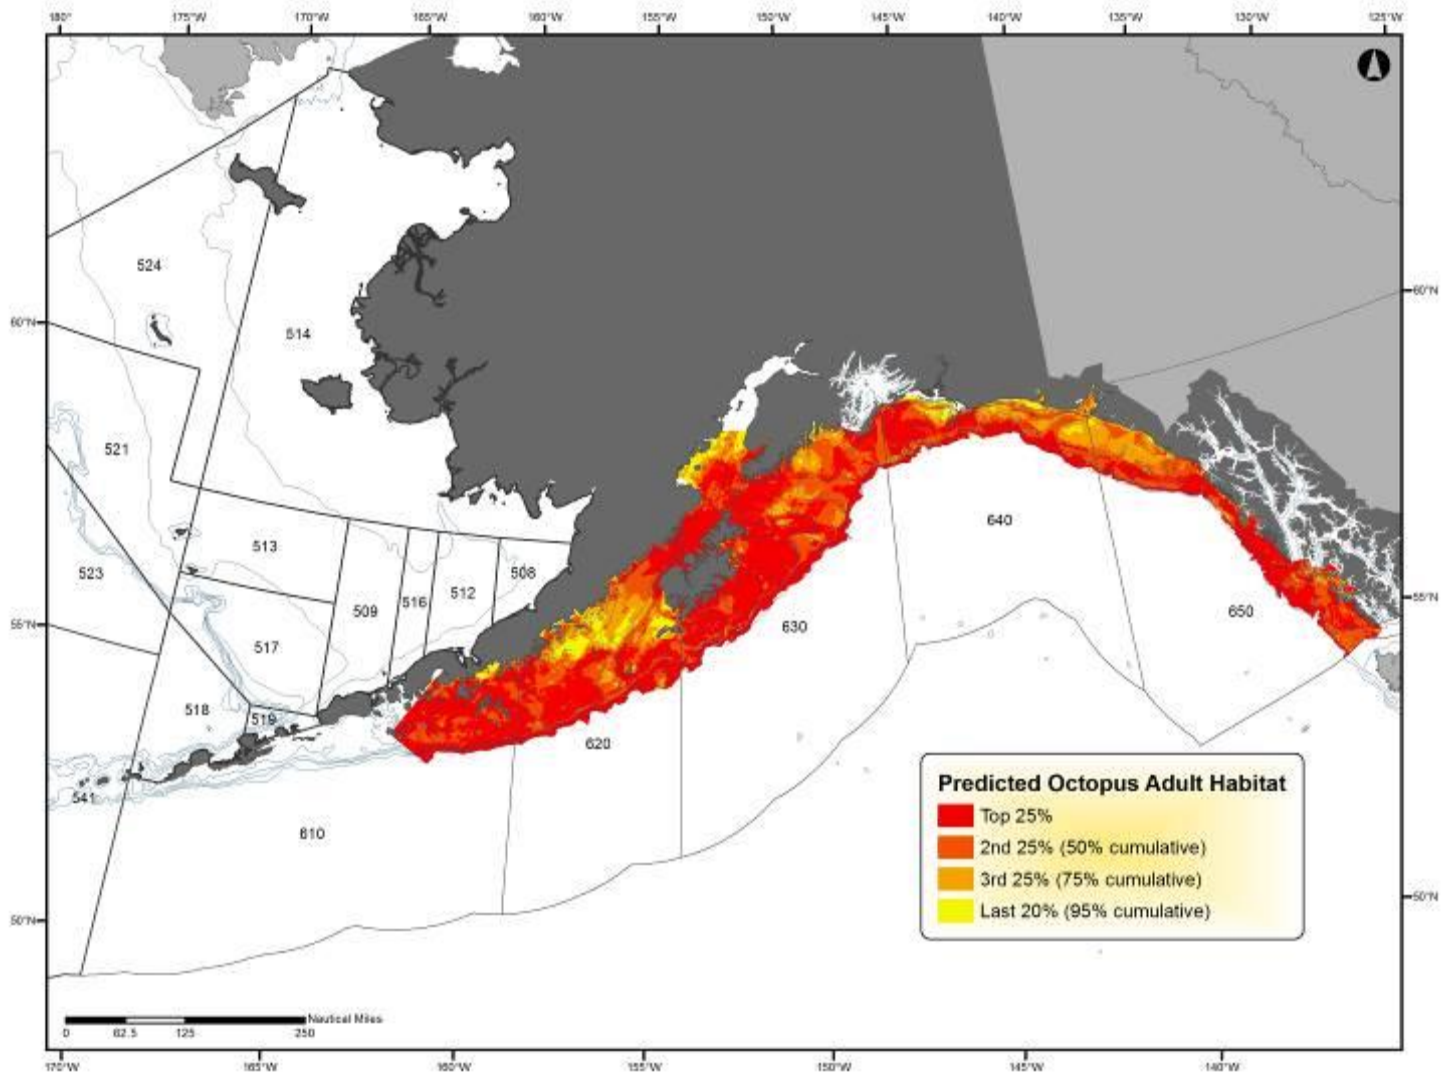 180° 175°W 170°W 165°W 160°W 155°W 150°W 145°W 140°W 135°W 130°W 125°W
524
60°N
60°N
514
521
640
513
523
508
512
516
509
55°N
55°N
650
630
517
518
519
620
541
610
Predicted Octopus Adult Habitat
Top 25%
2nd 25% (50% cumulative)
3rd 25% (75% cumulative)
Last 20% (95% cumulative)
50°N
50°N
Nautical Miles
0 62.5 125 250
170°W 165°W 160°W 155°W 150°W 145°W 140°W